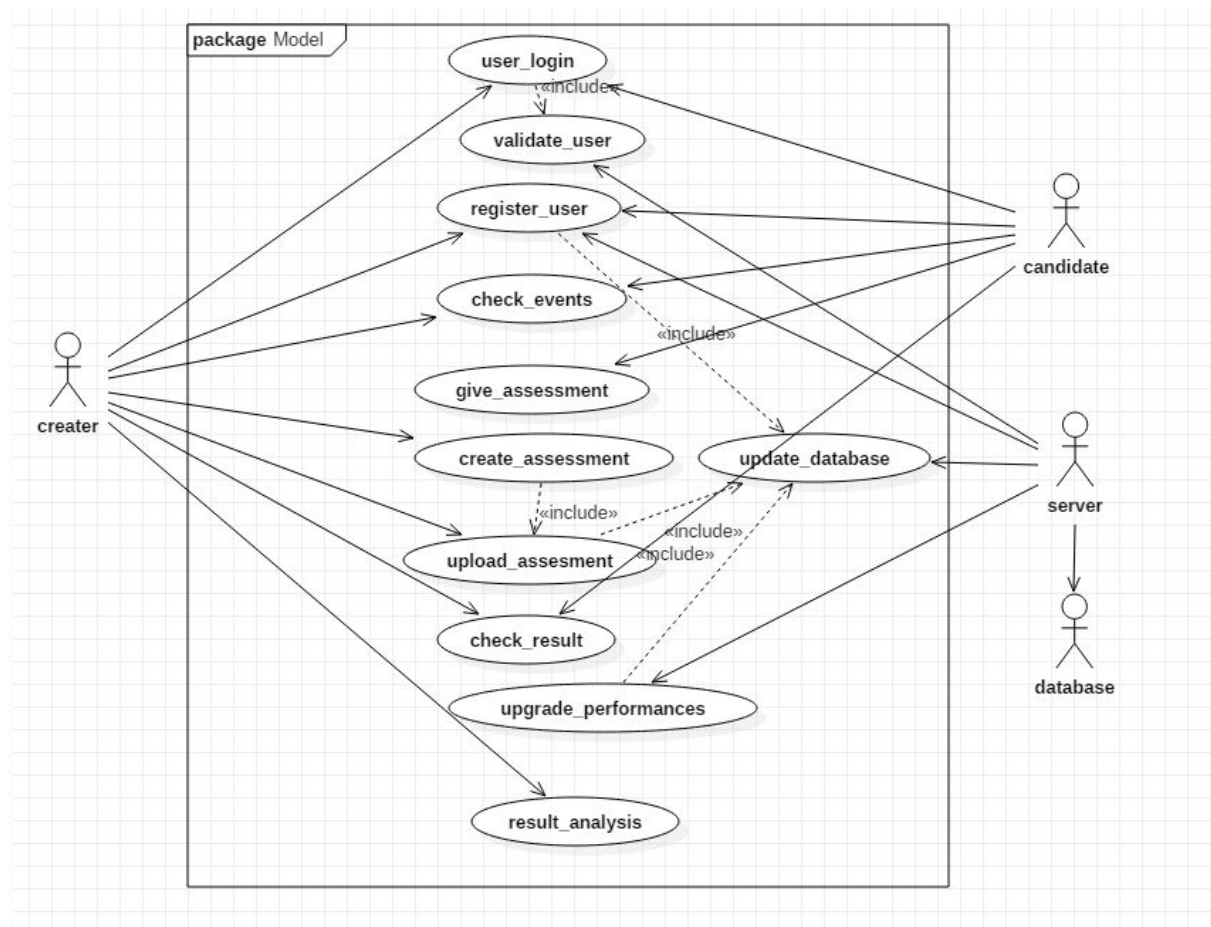 package Model
user_login
«include»
validate_user
register_user
candidate
check_events
«include»
give_assessment
creater
create_assessment
update_database
server
«include»
«include»
«include»
upload_assesment
check_result
database
upgrade_performances
result_analysis